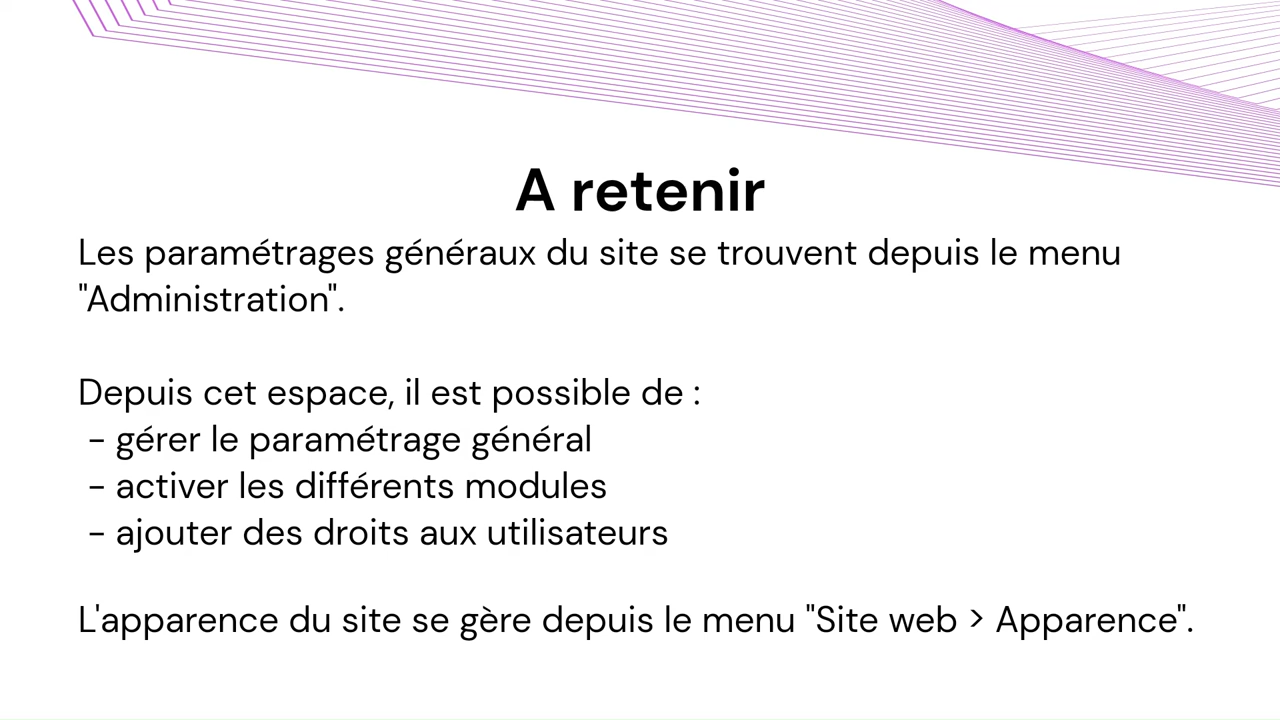 A retenir
Les paramétrages généraux du site se trouvent depuis le menu
"Administration".
Depuis cet espace, il est possible de :
- gérer le paramétrage général
- activer les différents modules
- ajouter des droits aux utilisateurs
L'apparence du site se gère depuis le menu "Site web > Apparence".